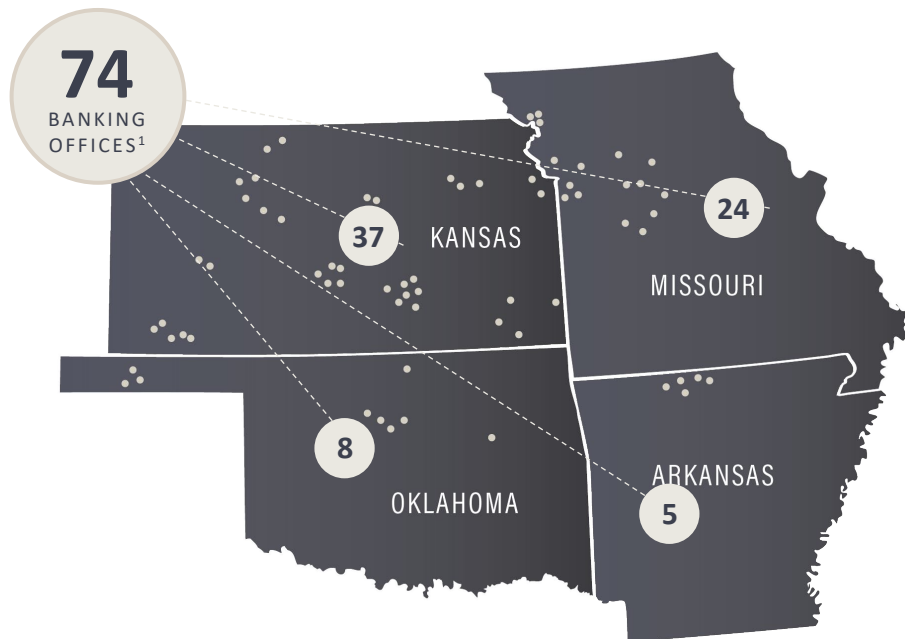 74
BANKING
OFFICES¹
24
37
KANSAS
MISSOURI
8
ARKANSAS
OKLAHOMA
5